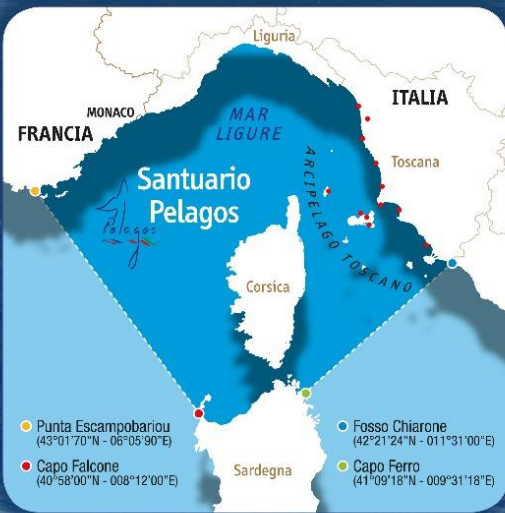 Liguria
MONACO
ITALIA
FRANCIA
MAR
LIGURE
Toscana
Santuario
Pelagos
Pelagos
ARCIPELAGO TOSCANO
Corsica
Punta Escampobariou
(43°01'70"N - 06°05'90"E)
Fosso Chiarone
(42°21'24"N - 011°31'00"E)
Capo Falcone
(40°58'00"N - 008°12'00"E)
Capo Ferro
(41°09'18"N - 009°31'18"E)
Sardegna